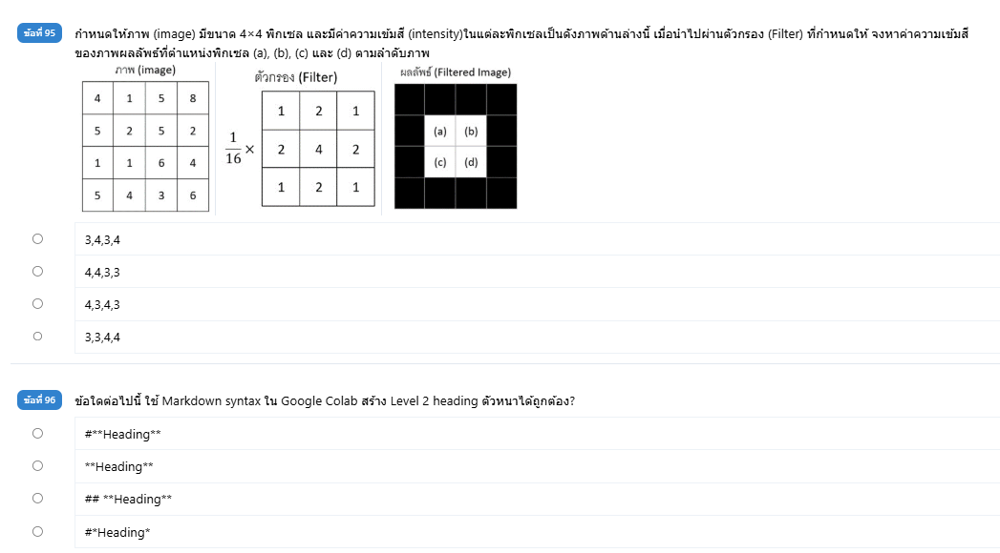 ข้อที่ 95 กำหนดให้ภาพ (image) มีขนาด 4×4 พิกเซล และมีค่าความเข้มสี (intensity)ในแต่ละพิกเซลเป็นดังภาพด้านล่างนี้ เมื่อนำไปผ่านตัวกรอง (Filter) ที่กำหนดให้ จงหาค่าความเข้มสี
ของภาพผลลัพธ์ที่ตำแหน่งพิกเซล (a), (b), (c) และ (d) ตามลำดับภาพ
ภาพ (image)
4 1 5 8
5 2 5 2
1 1 6 4
5 4 3 6
ตัวกรอง (Filter)
1/16 ×
1 2 1
2 4 2
1 2 1
ผลลัพธ์ (Filtered Image)
(a) (b)
(c) (d)
3,4,3,4
4,4,3,3
4,3,4,3
3,3,4,4
ข้อที่ 96 ข้อใดต่อไปนี้ ใช้ Markdown syntax ใน Google Colab สร้าง Level 2 heading ตัวหนาได้ถูกต้อง?
#**Heading**
**Heading**
## **Heading**
#*Heading*